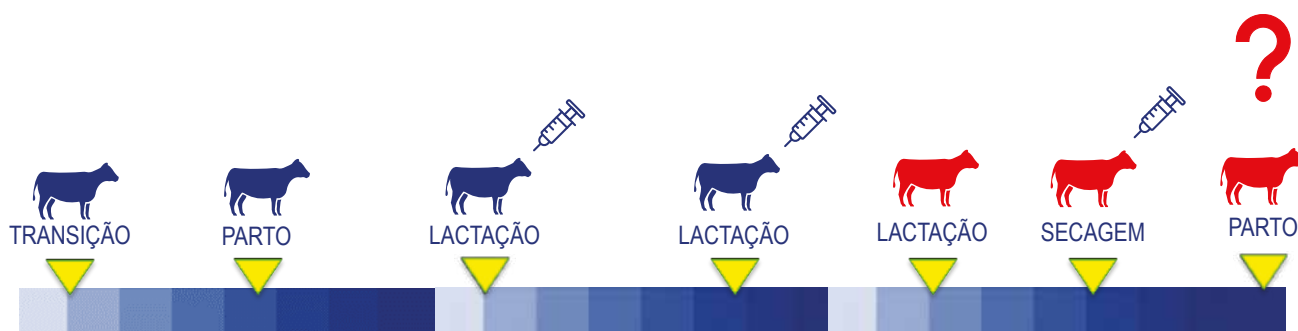 ?
TRANSIÇÃO
PARTO
LACTAÇÃO
LACTAÇÃO
LACTAÇÃO
SECAGEM
PARTO